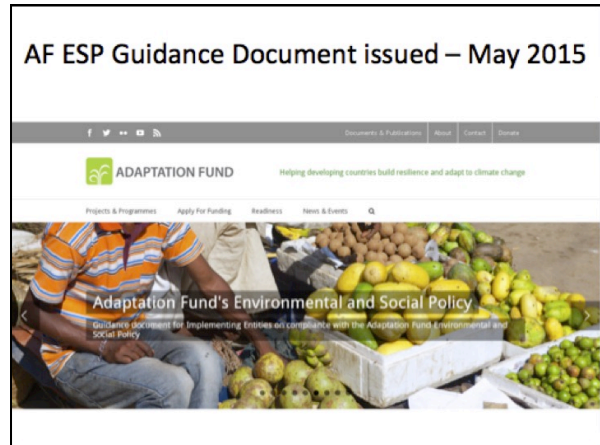 AF ESP Guidance Document issued – May 2015
Documents & Publications About Contact Donate
ADAPTATION FUND
Helping developing countries build resilience and adapt to climate change
Projects & Programmes Apply For Funding Readiness News & Events
Adaptation Fund's Environmental and Social Policy
Guidance document for Implementing Entities on compliance with the Adaptation Fund Environmental and
Social Policy